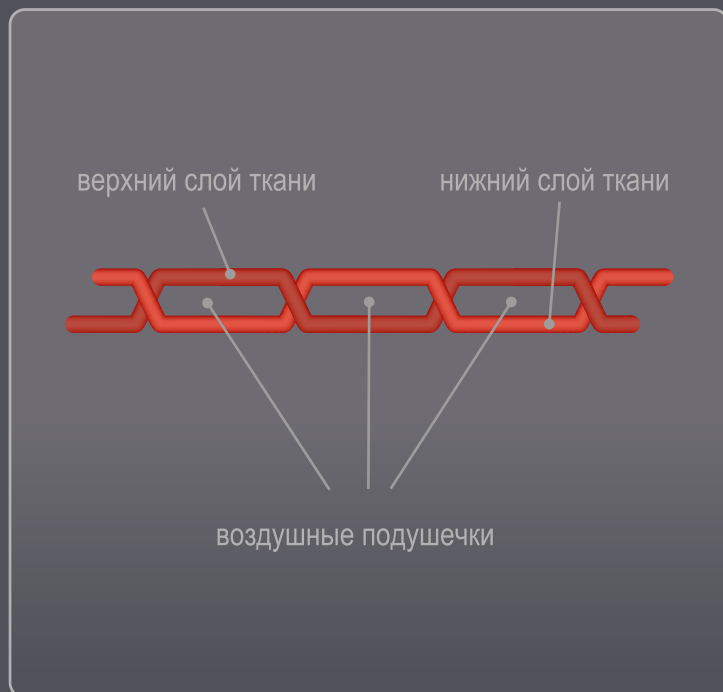 верхний слой ткани
нижний слой ткани
воздушные подушечки